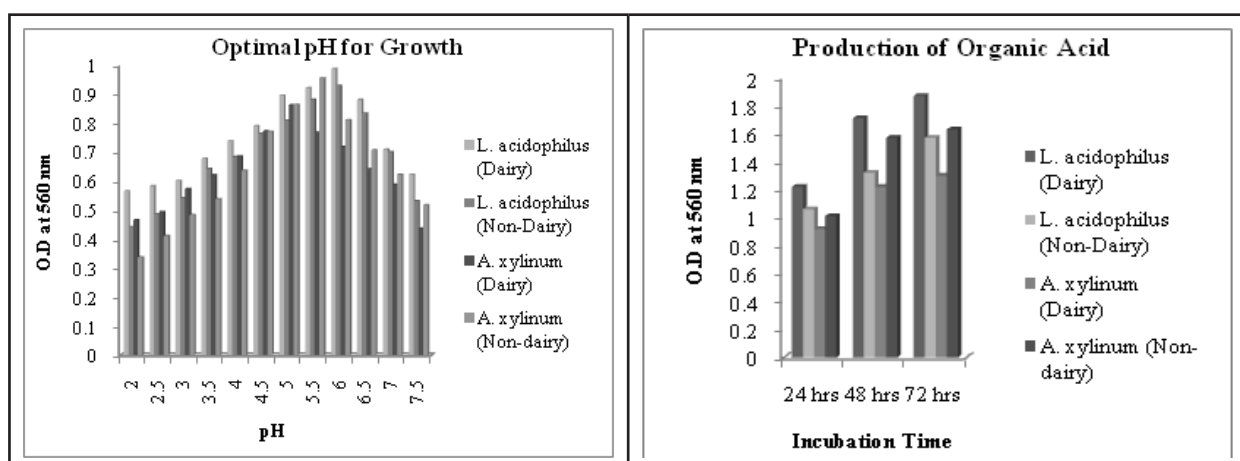 Optimal pH for Growth
1
0.9
0.8
0.7
0.6
0.5
0.4
0.3
0.2
0.1
0
O.D at 560 nm
2
2.5
3
3.5
4
4.5
5
5.5
6
6.5
7
7.5
pH
L. acidophilus
(Dairy)
L. acidophilus
(Non-Dairy)
A. xylinum
(Dairy)
A. xylinum
(Non-dairy)
Production of Organic Acid
2
1.8
1.6
1.4
1.2
1
0.8
0.6
0.4
0.2
0
O.D at 560 nm
24 hrs 48 hrs 72 hrs
Incubation Time
L. acidophilus
(Dairy)
L. acidophilus
(Non-Dairy)
A. xylinum
(Dairy)
A. xylinum (Non-
dairy)